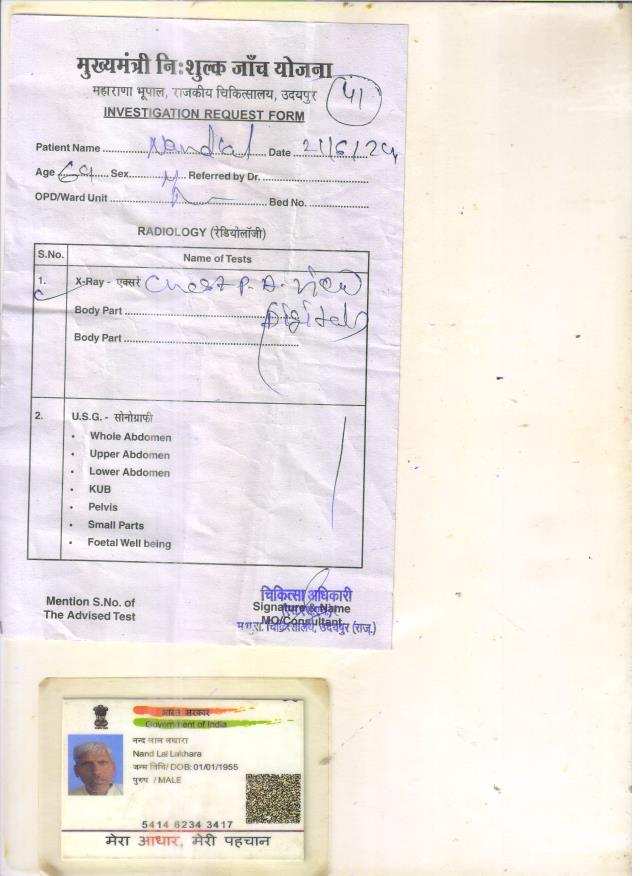 मुख्यमंत्री नि:शुल्क जाँच योजना
महाराणा भूपाल, राजकीय चिकित्सालय, उदयपुर
41
INVESTIGATION REQUEST FORM
Patient Name Nandlal Date 21/6/24
Age 69 Sex M Referred by Dr.
OPD/Ward Unit Bed No.
RADIOLOGY (रेडियोलॉजी)
S.No. Name of Tests
1. X-Ray - एक्सरे Chest P.A. View
Body Part Digital
Body Part
2. U.S.G. - सोनोग्राफी
• Whole Abdomen
• Upper Abdomen
• Lower Abdomen
• KUB
• Pelvis
• Small Parts
• Foetal Well being
Mention S.No. of
The Advised Test
चिकित्सा अधिकारी
Signature & Name
MO/Consultant
चिकित्सालय, उदयपुर (राज.)
भारत सरकार
Government of India
नन्द लाल लखारा
Nand Lal Lakhara
जन्म तिथि/ DOB: 01/01/1955
पुरुष / MALE
5414 6234 3417
मेरा आधार, मेरी पहचान